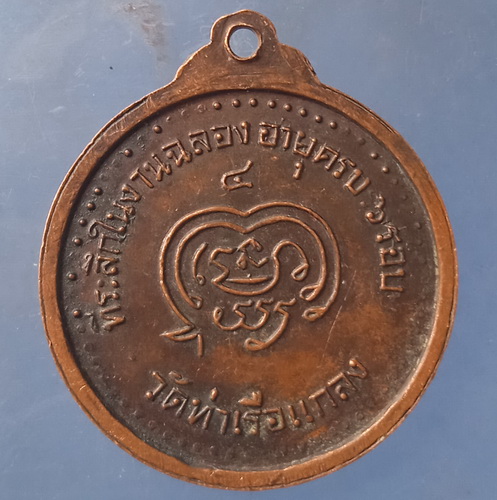 ที่ระลึกในงานฉลอง อายุครบ ๖ รอบ
๔
วัดท่าเรือแกลง